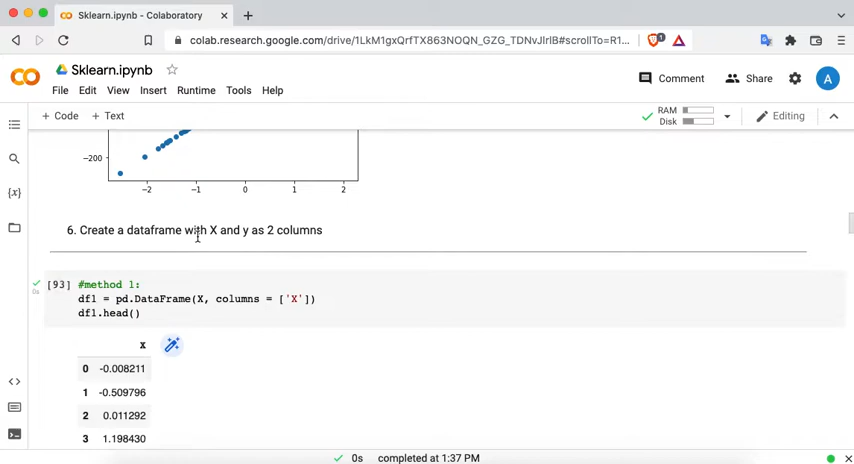 Sklearn.ipynb - Colaboratory
colab.research.google.com/drive/1LkM1gxQrfTX863NOQN_GZG_TDNvJIrlB#scrollTo=R1...
1
Sklearn.ipynb
Comment
Share
A
File Edit View Insert Runtime Tools Help
+ Code + Text
RAM
Disk
Editing
{x}
−200
−2 −1 0 1 2
6. Create a dataframe with X and y as 2 columns
[93] #method 1:
0s
df1 = pd.DataFrame(X, columns = ['X'])
df1.head()
X
0 -0.008211
1 -0.509796
2 0.011292
3 1.198430
0s completed at 1:37 PM